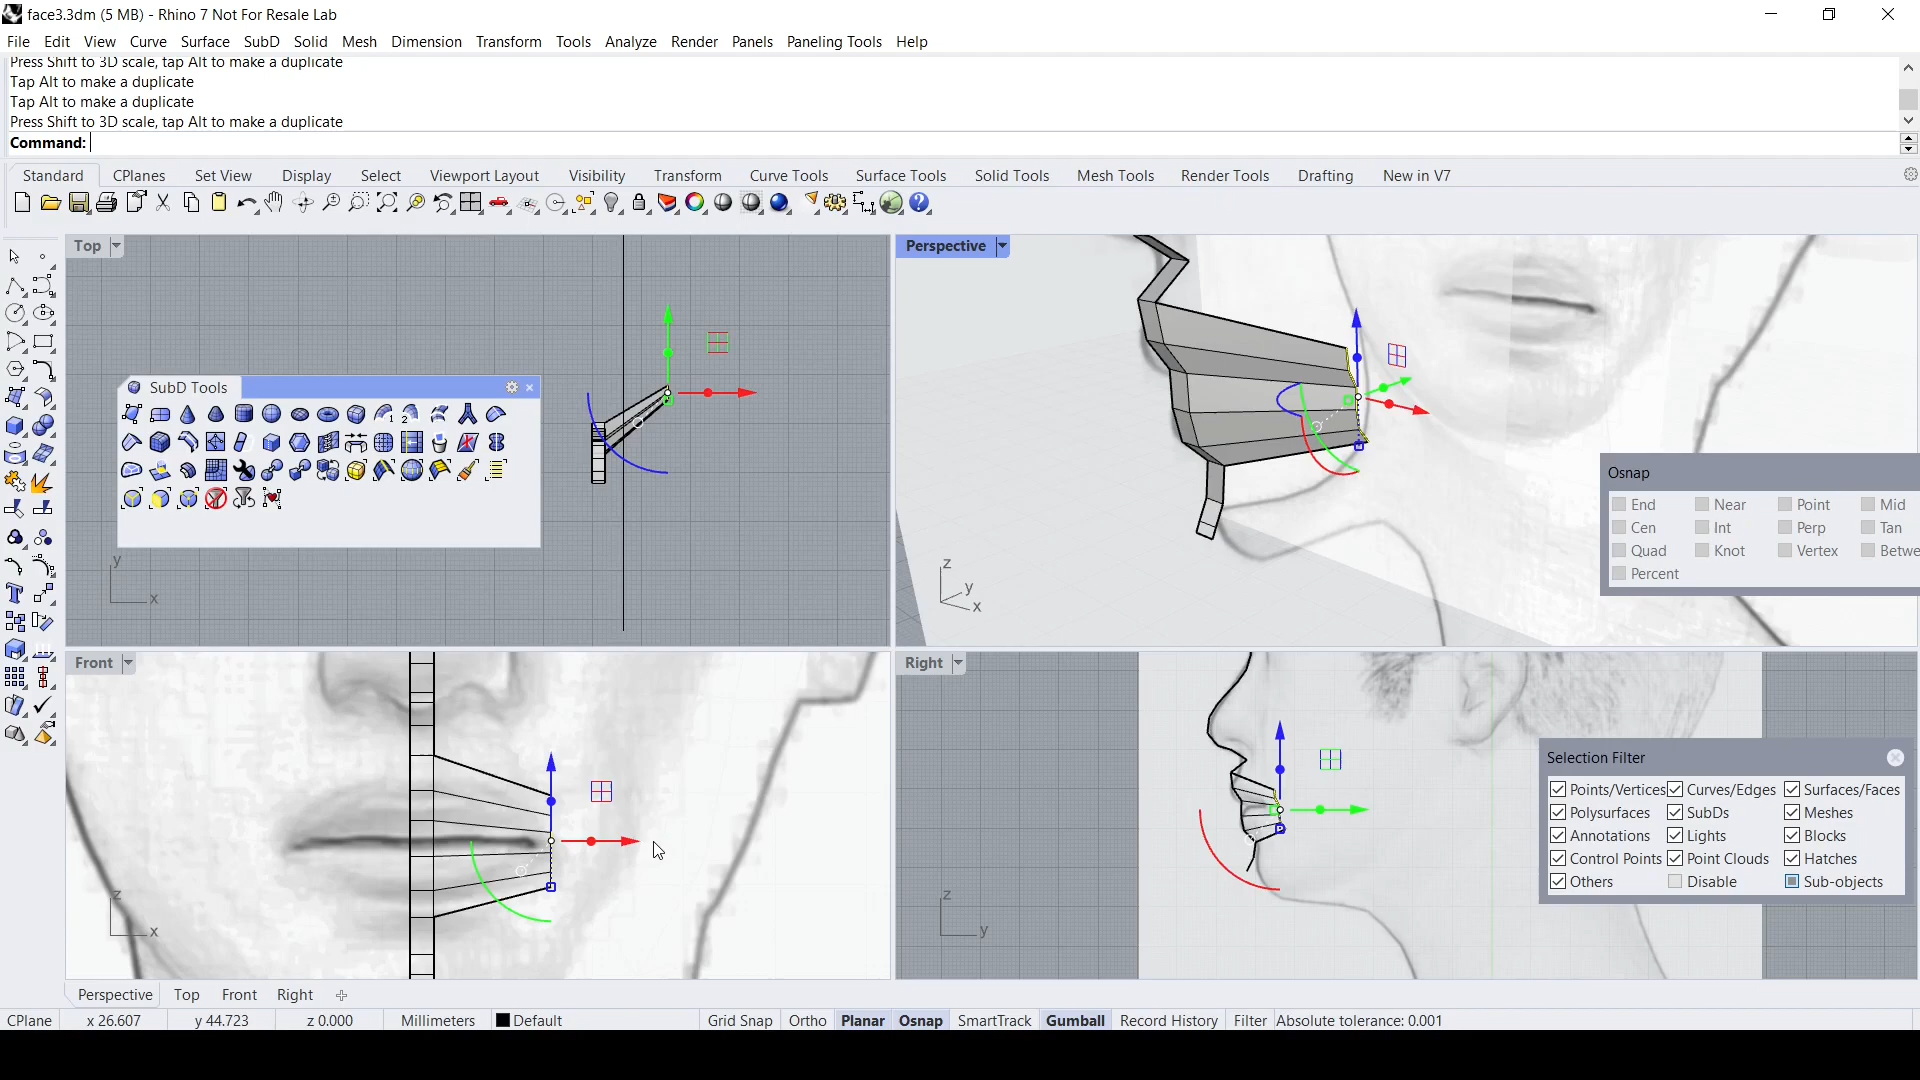 face3.3dm (5 MB) - Rhino 7 Not For Resale Lab
File Edit View Curve Surface SubD Solid Mesh Dimension Transform Tools Analyze Render Panels Paneling Tools Help
Press Shift to 3D scale, tap Alt to make a duplicate
Tap Alt to make a duplicate
Tap Alt to make a duplicate
Press Shift to 3D scale, tap Alt to make a duplicate
Command:
Standard CPlanes Set View Display Select Viewport Layout Visibility Transform Curve Tools Surface Tools Solid Tools Mesh Tools Render Tools Drafting New in V7
Top
Perspective
SubD Tools
Osnap
End Near Point Mid
Cen Int Perp Tan
Quad Knot Vertex Betwe
Percent
y
x
z
y
x
Front
Right
Selection Filter
Points/Vertices Curves/Edges Surfaces/Faces
Polysurfaces SubDs Meshes
Annotations Lights Blocks
Control Points Point Clouds Hatches
Others Disable Sub-objects
z
x
z
y
Perspective Top Front Right
CPlane x 26.607 y 44.723 z 0.000 Millimeters Default Grid Snap Ortho Planar Osnap SmartTrack Gumball Record History Filter Absolute tolerance: 0.001